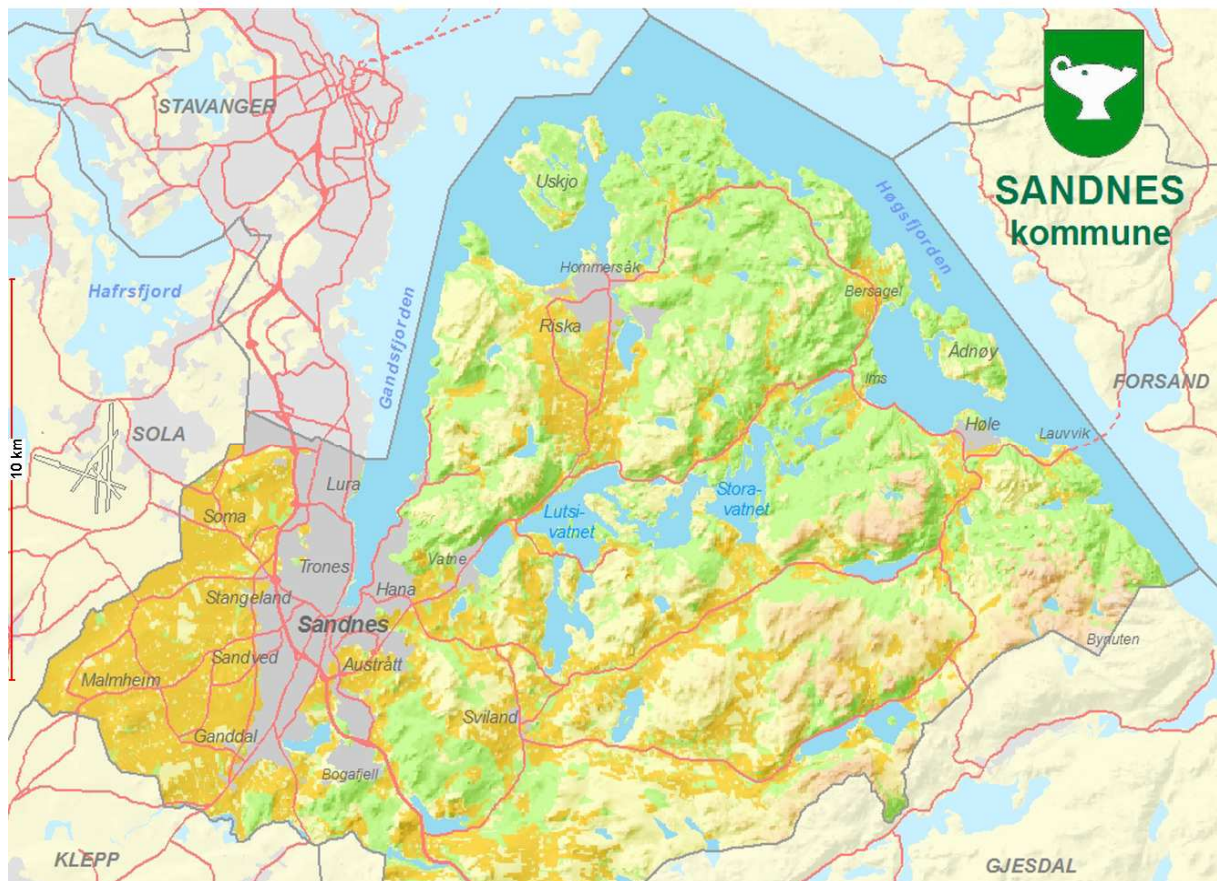 STAVANGER
SANDNES
kommune
Uskjo
Høgsfjorden
Hommersåk
Hafrsfjord
Bersagel
Riska
Gandsfjorden
Ådnøy
Ims
FORSAND
Høle
Lauvvik
SOLA
10 km
Lura
Stora-
vatnet
Soma
Lutsi-
vatnet
Vatne
Trones
Hana
Stangeland
Sandnes
Bynuten
Sandved
Austrått
Malmheim
Sviland
Ganddal
Bogafjell
KLEPP
GJESDAL